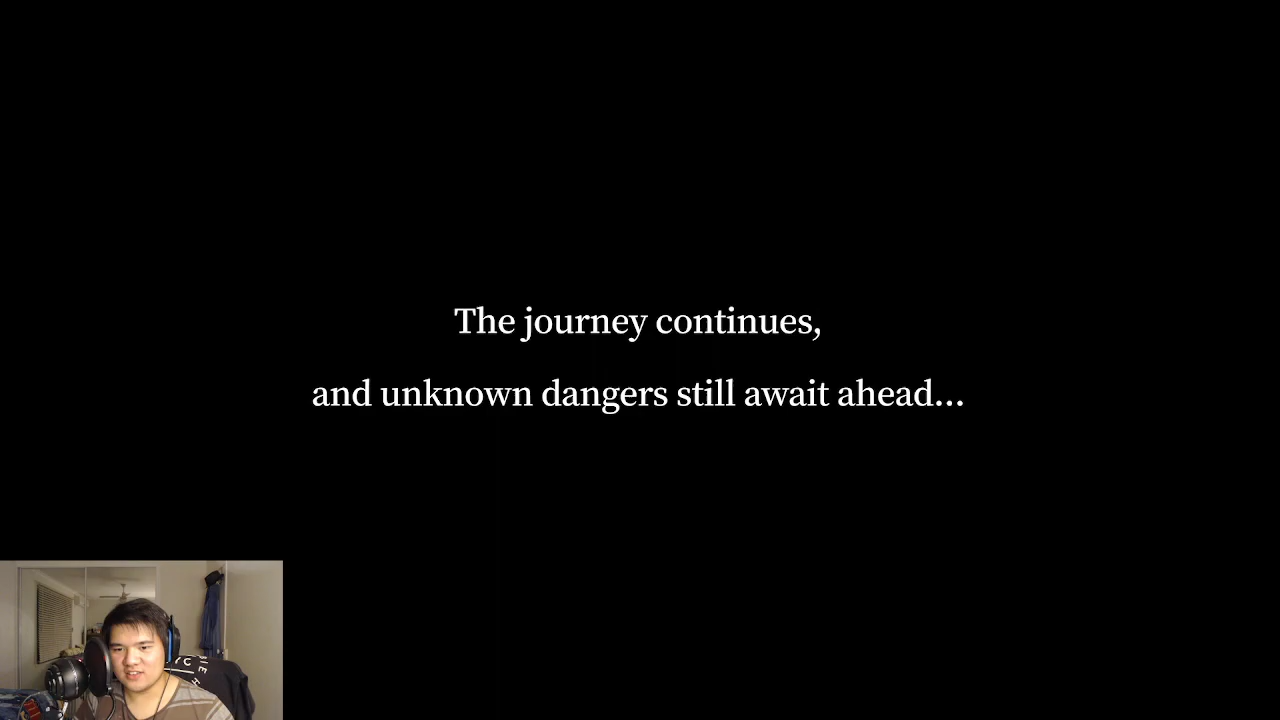 The journey continues,
and unknown dangers still await ahead...